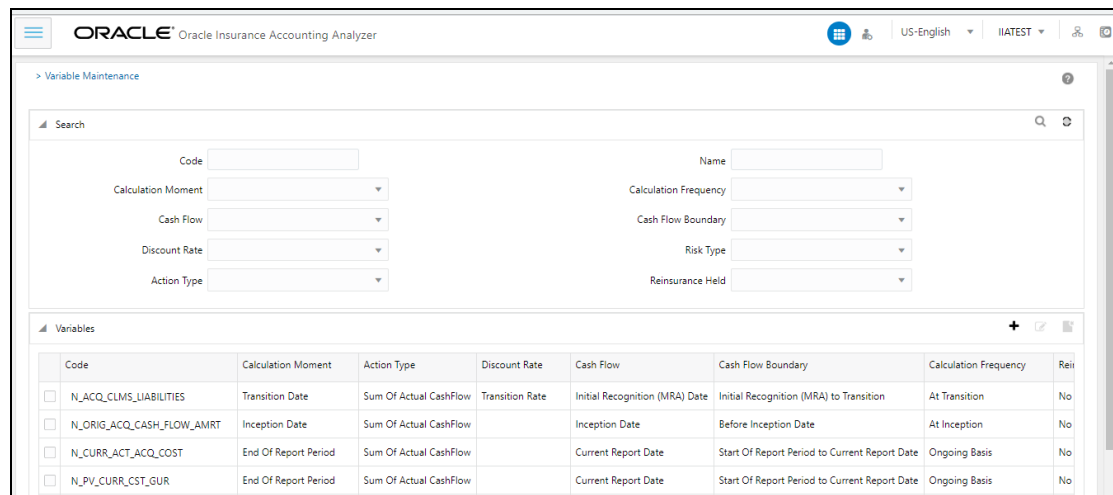 ORACLE® Oracle Insurance Accounting Analyzer US-English IIATEST
> Variable Maintenance
Search
Code Name
Calculation Moment Calculation Frequency
Cash Flow Cash Flow Boundary
Discount Rate Risk Type
Action Type Reinsurance Held
Variables
Code Calculation Moment Action Type Discount Rate Cash Flow Cash Flow Boundary Calculation Frequency Rei
N_ACQ_CLMS_LIABILITIES Transition Date Sum Of Actual CashFlow Transition Rate Initial Recognition (MRA) Date Initial Recognition (MRA) to Transition At Transition No
N_ORIG_ACQ_CASH_FLOW_AMRT Inception Date Sum Of Actual CashFlow Inception Date Before Inception Date At Inception No
N_CURR_ACT_ACQ_COST End Of Report Period Sum Of Actual CashFlow Current Report Date Start Of Report Period to Current Report Date Ongoing Basis No
N_PV_CURR_CST_GUR End Of Report Period Sum Of Actual CashFlow Current Report Date Start Of Report Period to Current Report Date Ongoing Basis No